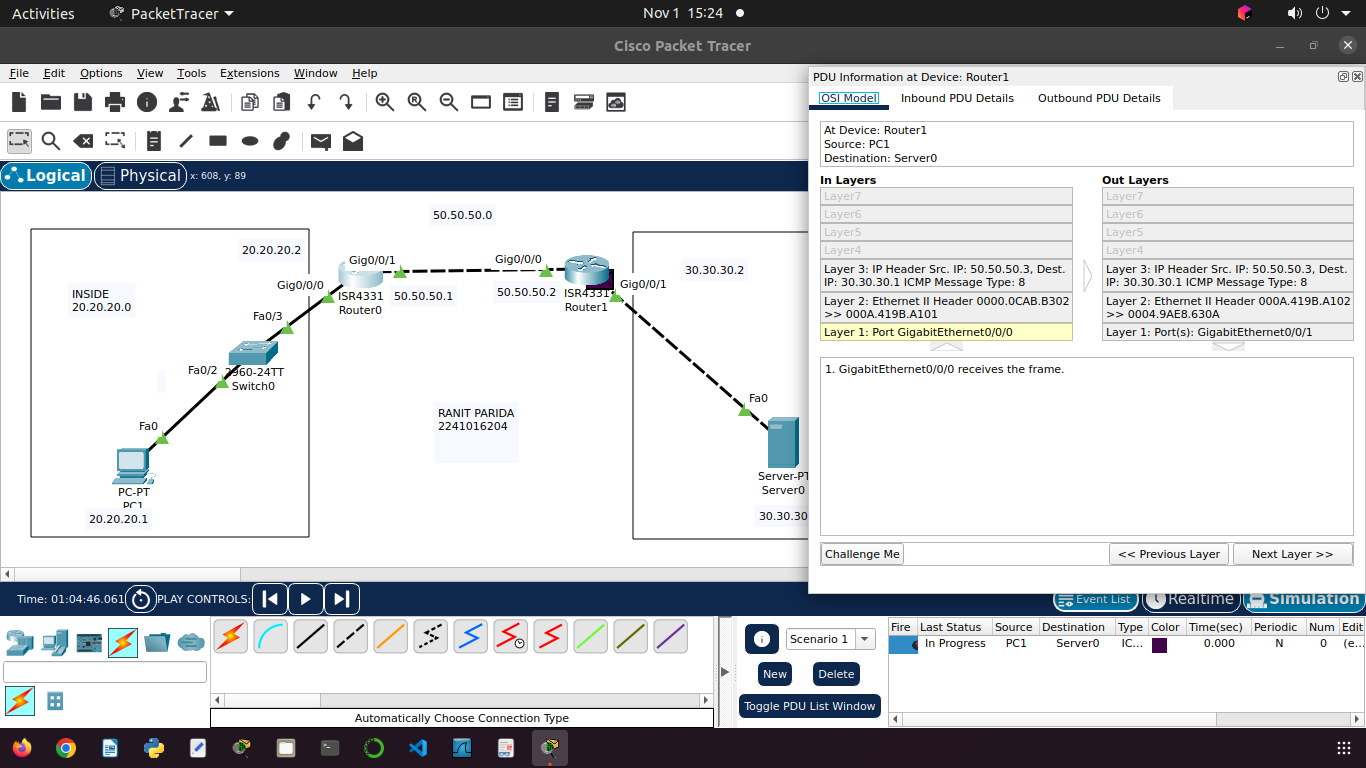 Activities
PacketTracer
Nov 1 15:24
Cisco Packet Tracer
File Edit Options View Tools Extensions Window Help
Logical
Physical
x: 608, y: 89
50.50.50.0
20.20.20.2
Gig0/0/1
Gig0/0/0
30.30.30.2
INSIDE
20.20.20.0
Gig0/0/0
ISR4331
Router0
50.50.50.1
50.50.50.2
ISR4331
Router1
Gig0/0/1
Fa0/3
Fa0/2
2960-24TT
Switch0
Fa0
RANIT PARIDA
2241016204
Fa0
PC-PT
PC1
20.20.20.1
Server-PT
Server0
30.30.30
PDU Information at Device: Router1
OSI Model
Inbound PDU Details
Outbound PDU Details
At Device: Router1
Source: PC1
Destination: Server0
In Layers
Layer7
Layer6
Layer5
Layer4
Layer 3: IP Header Src. IP: 50.50.50.3, Dest.
IP: 30.30.30.1 ICMP Message Type: 8
Layer 2: Ethernet II Header 0000.0CAB.B302
>> 000A.419B.A101
Layer 1: Port GigabitEthernet0/0/0
Out Layers
Layer7
Layer6
Layer5
Layer4
Layer 3: IP Header Src. IP: 50.50.50.3, Dest.
IP: 30.30.30.1 ICMP Message Type: 8
Layer 2: Ethernet II Header 000A.419B.A102
>> 0004.9AE8.630A
Layer 1: Port(s): GigabitEthernet0/0/1
1. GigabitEthernet0/0/0 receives the frame.
Challenge Me
<< Previous Layer
Next Layer >>
Time: 01:04:46.061
PLAY CONTROLS:
Event List
Realtime
Simulation
Scenario 1
New
Delete
Toggle PDU List Window
Automatically Choose Connection Type
Fire Last Status Source Destination Type Color Time(sec) Periodic Num Edit
In Progress PC1 Server0 IC... 0.000 N 0 (e...